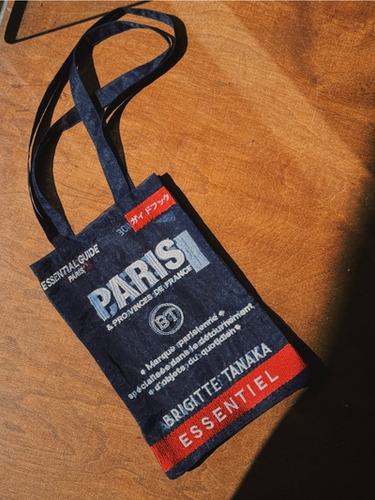 ガイドブック
ESSENTIAL GUIDE
PARIS
PARIS
& PROVINCES DE FRANCE
BT
Marque parisienne
spécialisée dans le détournement
d'objets du quotidien
BRIGITTE TANAKA
ESSENTIEL